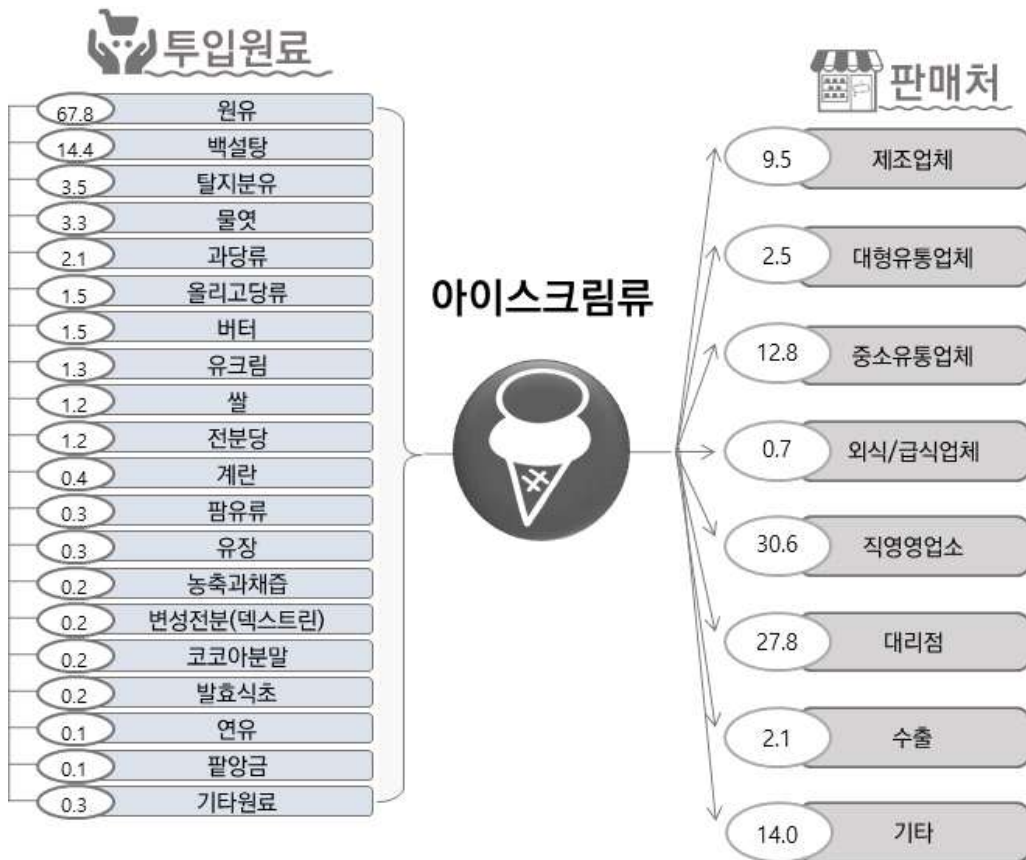 투입원료
67.8 원유
14.4 백설탕
3.5 탈지분유
3.3 물엿
2.1 과당류
1.5 올리고당류
1.5 버터
1.3 유크림
1.2 쌀
1.2 전분당
0.4 계란
0.3 팜유류
0.3 유장
0.2 농축과채즙
0.2 변성전분(덱스트린)
0.2 코코아분말
0.2 발효식초
0.1 연유
0.1 팥앙금
0.3 기타원료
아이스크림류
판매처
9.5 제조업체
2.5 대형유통업체
12.8 중소유통업체
0.7 외식/급식업체
30.6 직영영업소
27.8 대리점
2.1 수출
14.0 기타